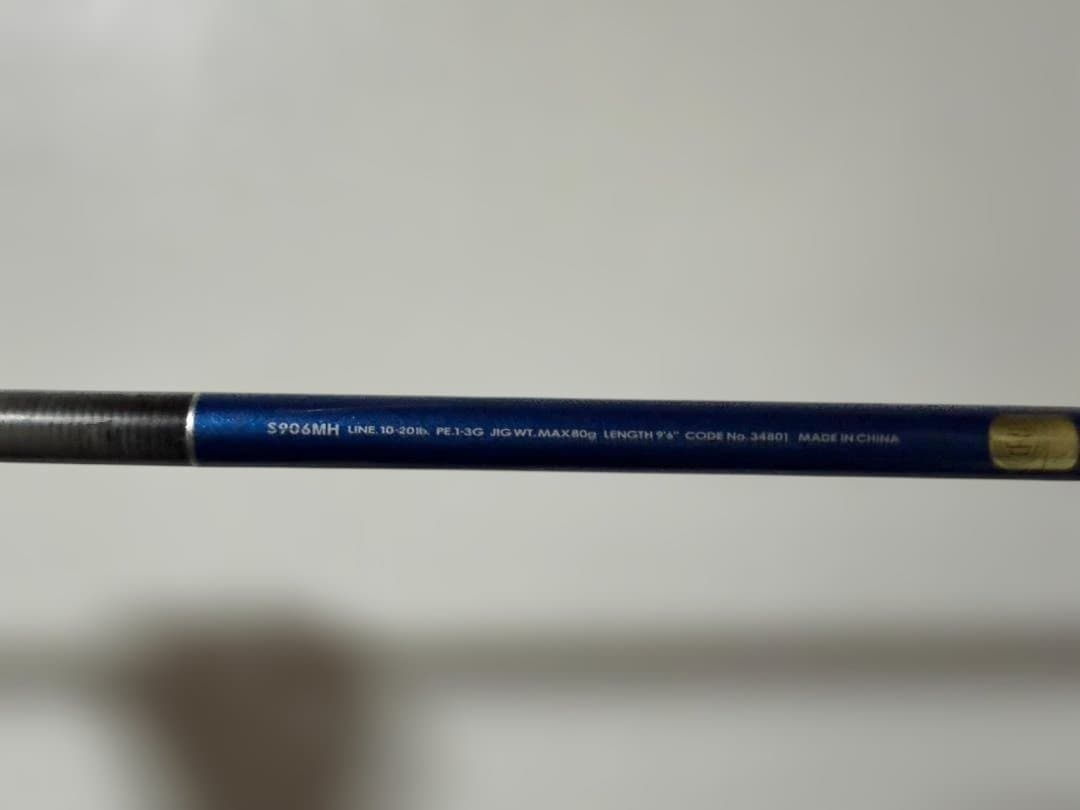 S906MH LINE.10-20lb. PE.1-3G JIG WT.MAX80g LENGTH 9'6" CODE No.34801 MADE IN CHINA